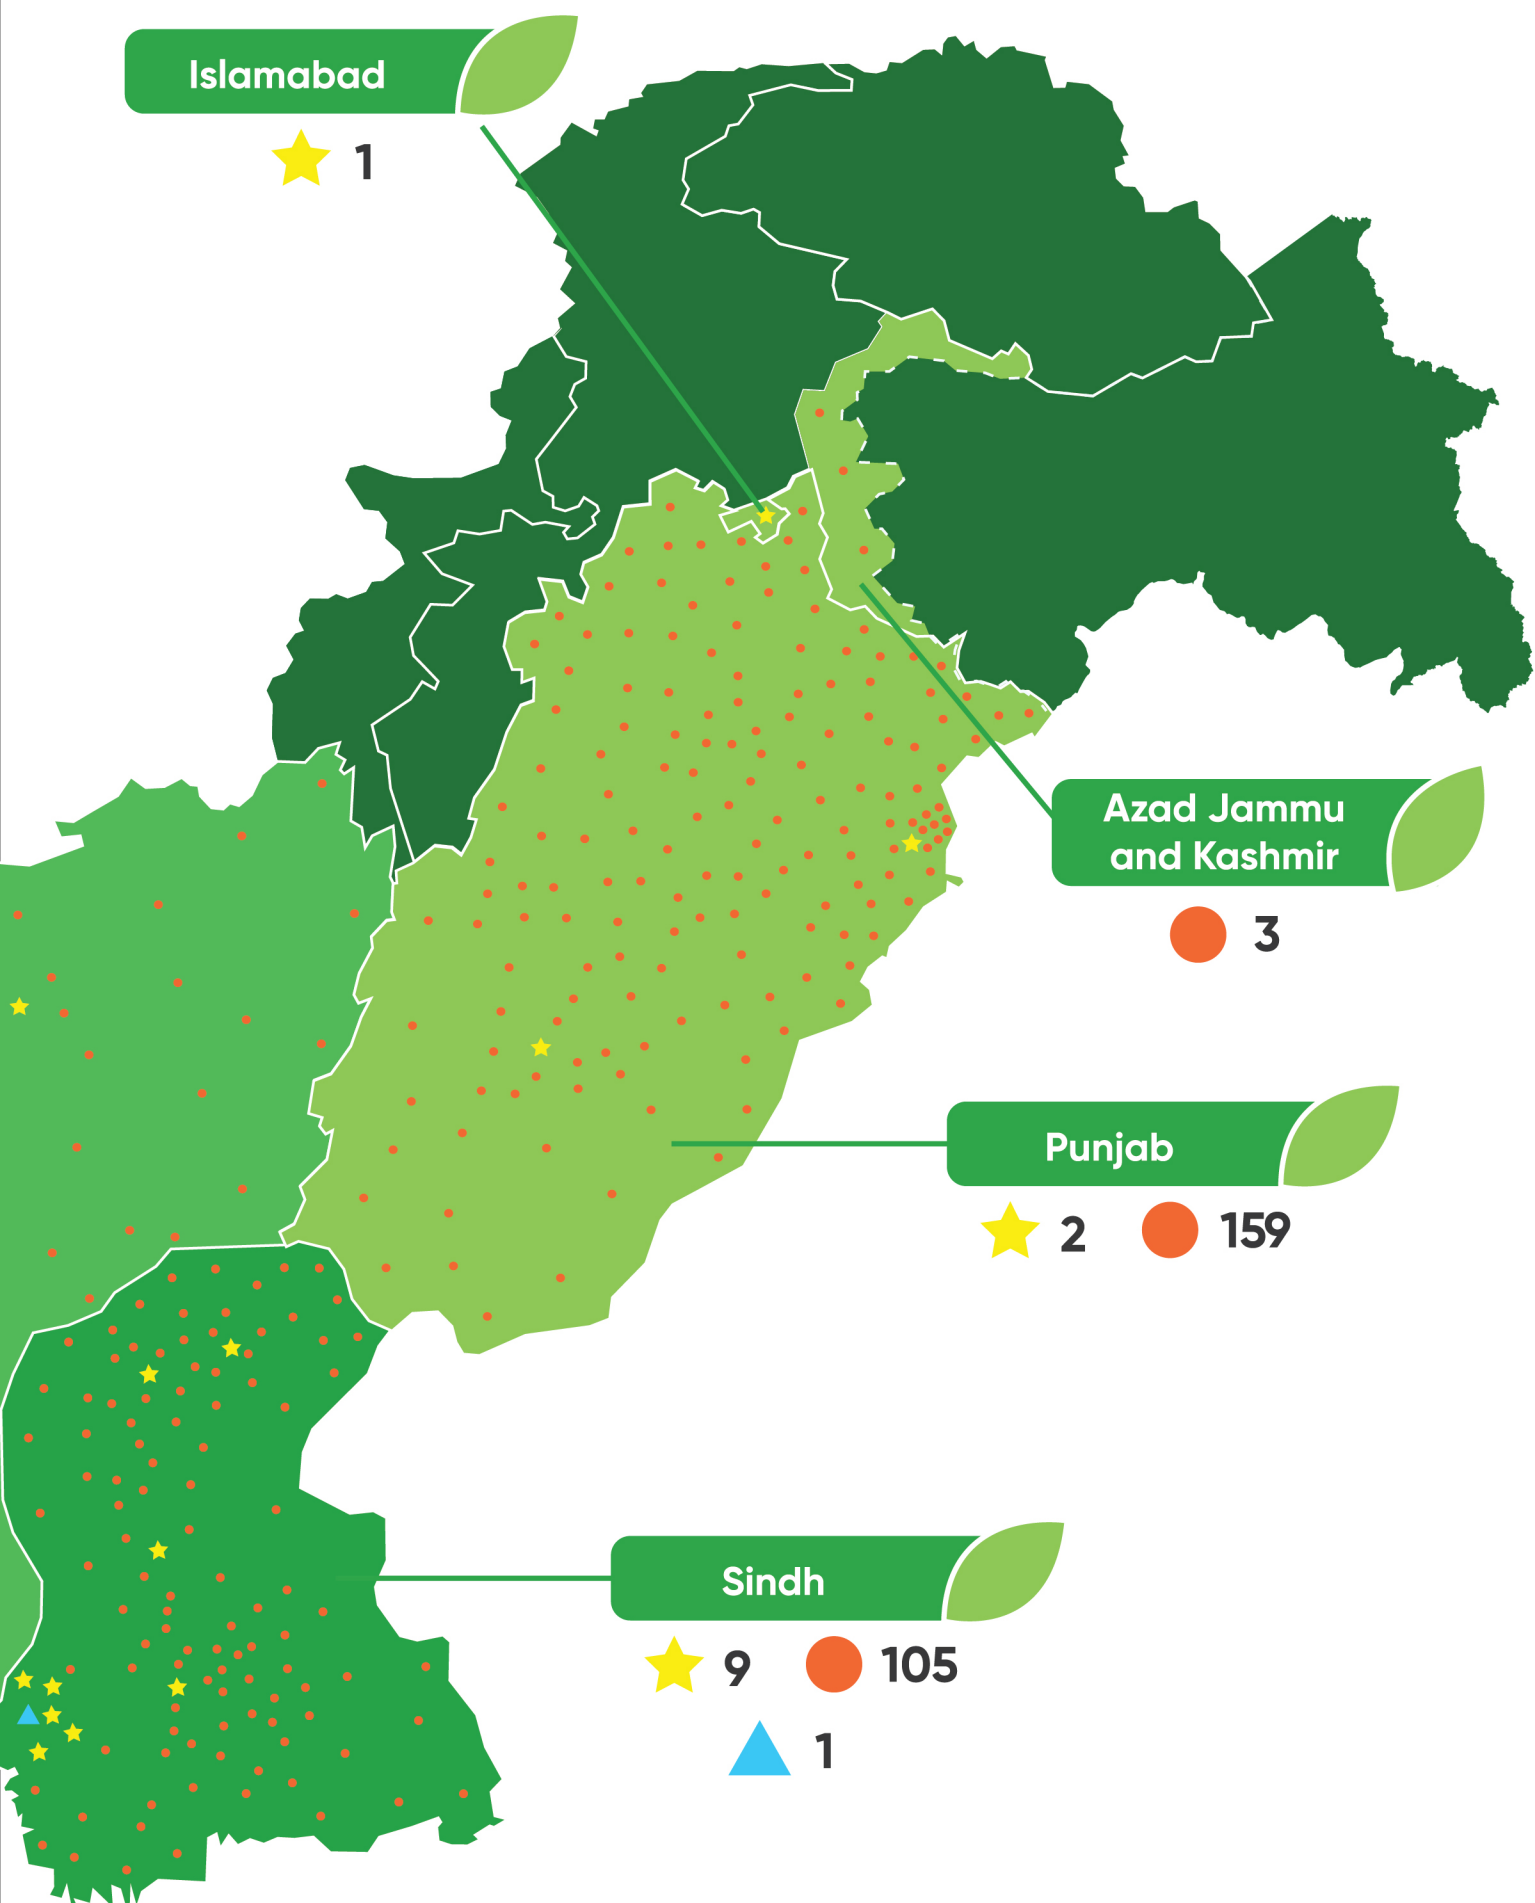 Islamabad
1
Azad Jammu
and Kashmir
3
Punjab
2 159
Sindh
9 105
1